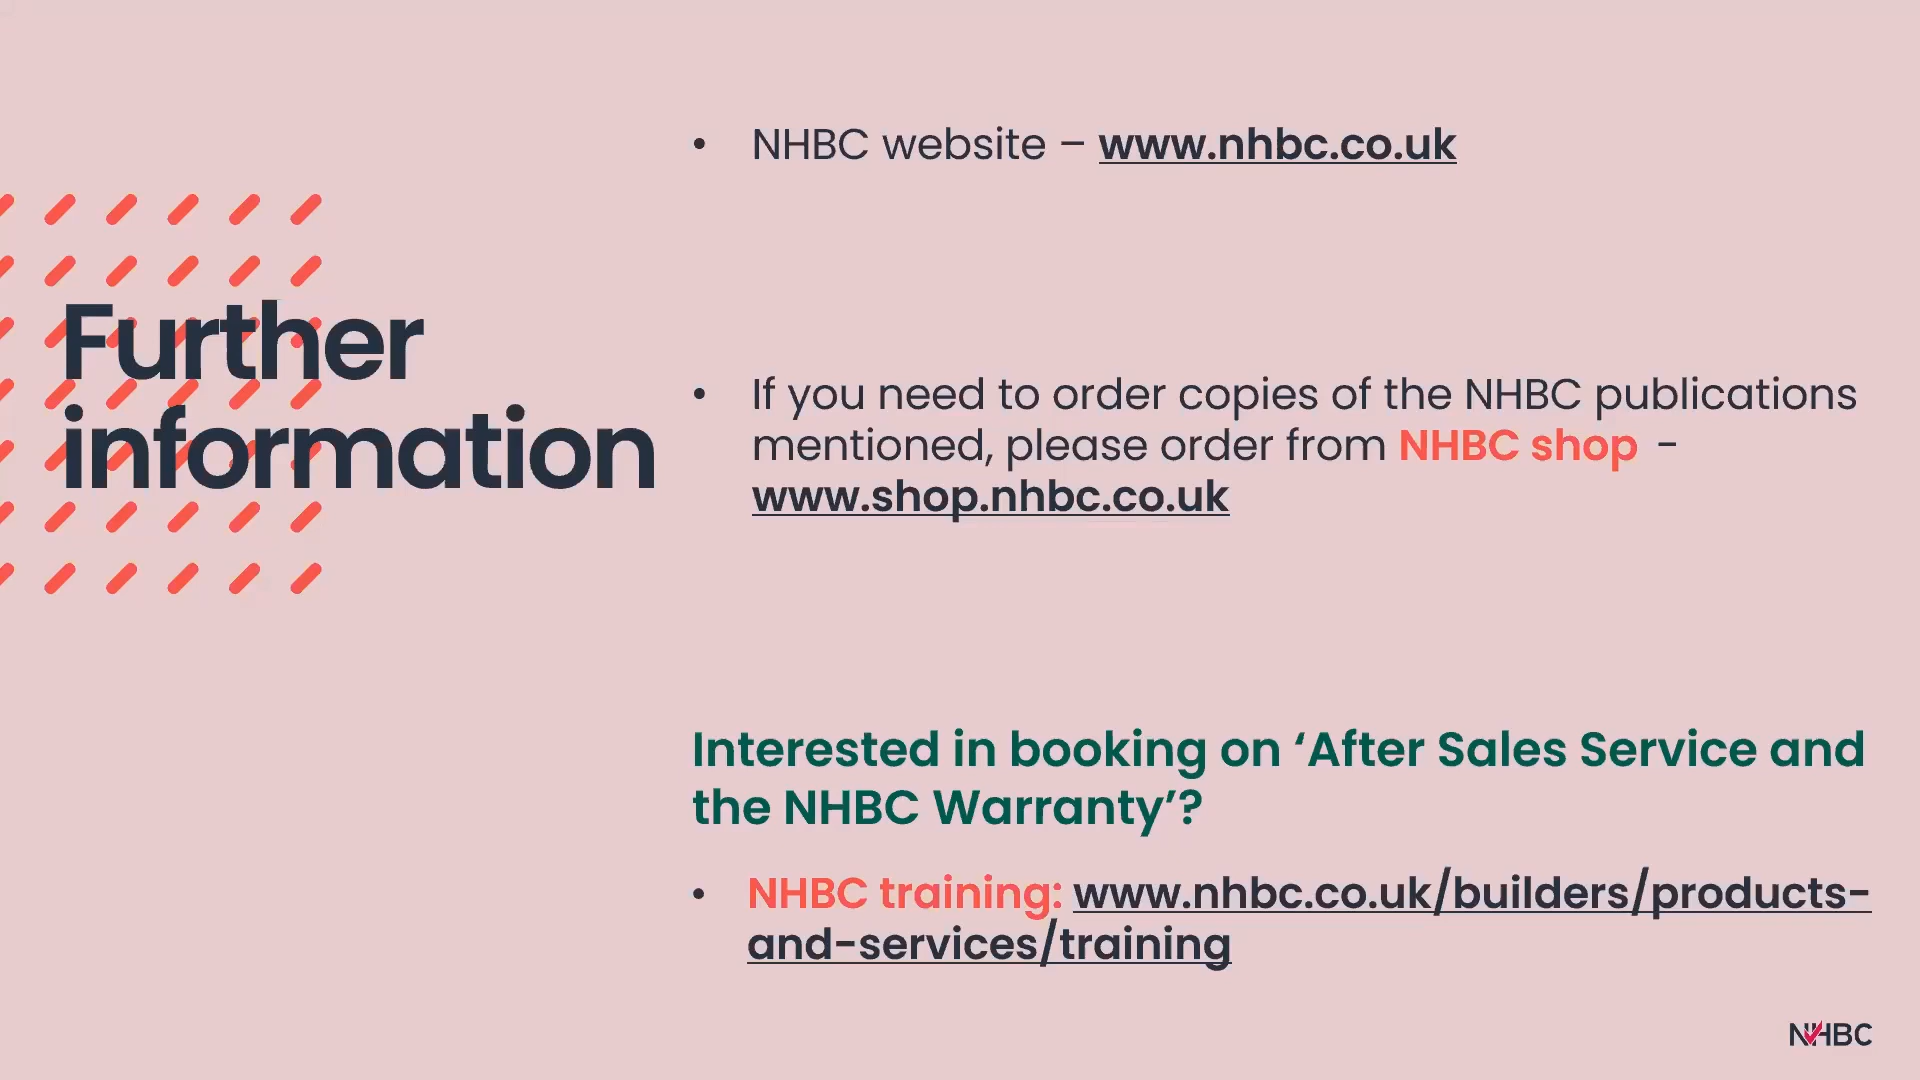 Further
information
• NHBC website – www.nhbc.co.uk
• If you need to order copies of the NHBC publications
mentioned, please order from NHBC shop -
www.shop.nhbc.co.uk
Interested in booking on ‘After Sales Service and
the NHBC Warranty’?
• NHBC training: www.nhbc.co.uk/builders/products-
and-services/training
NHBC